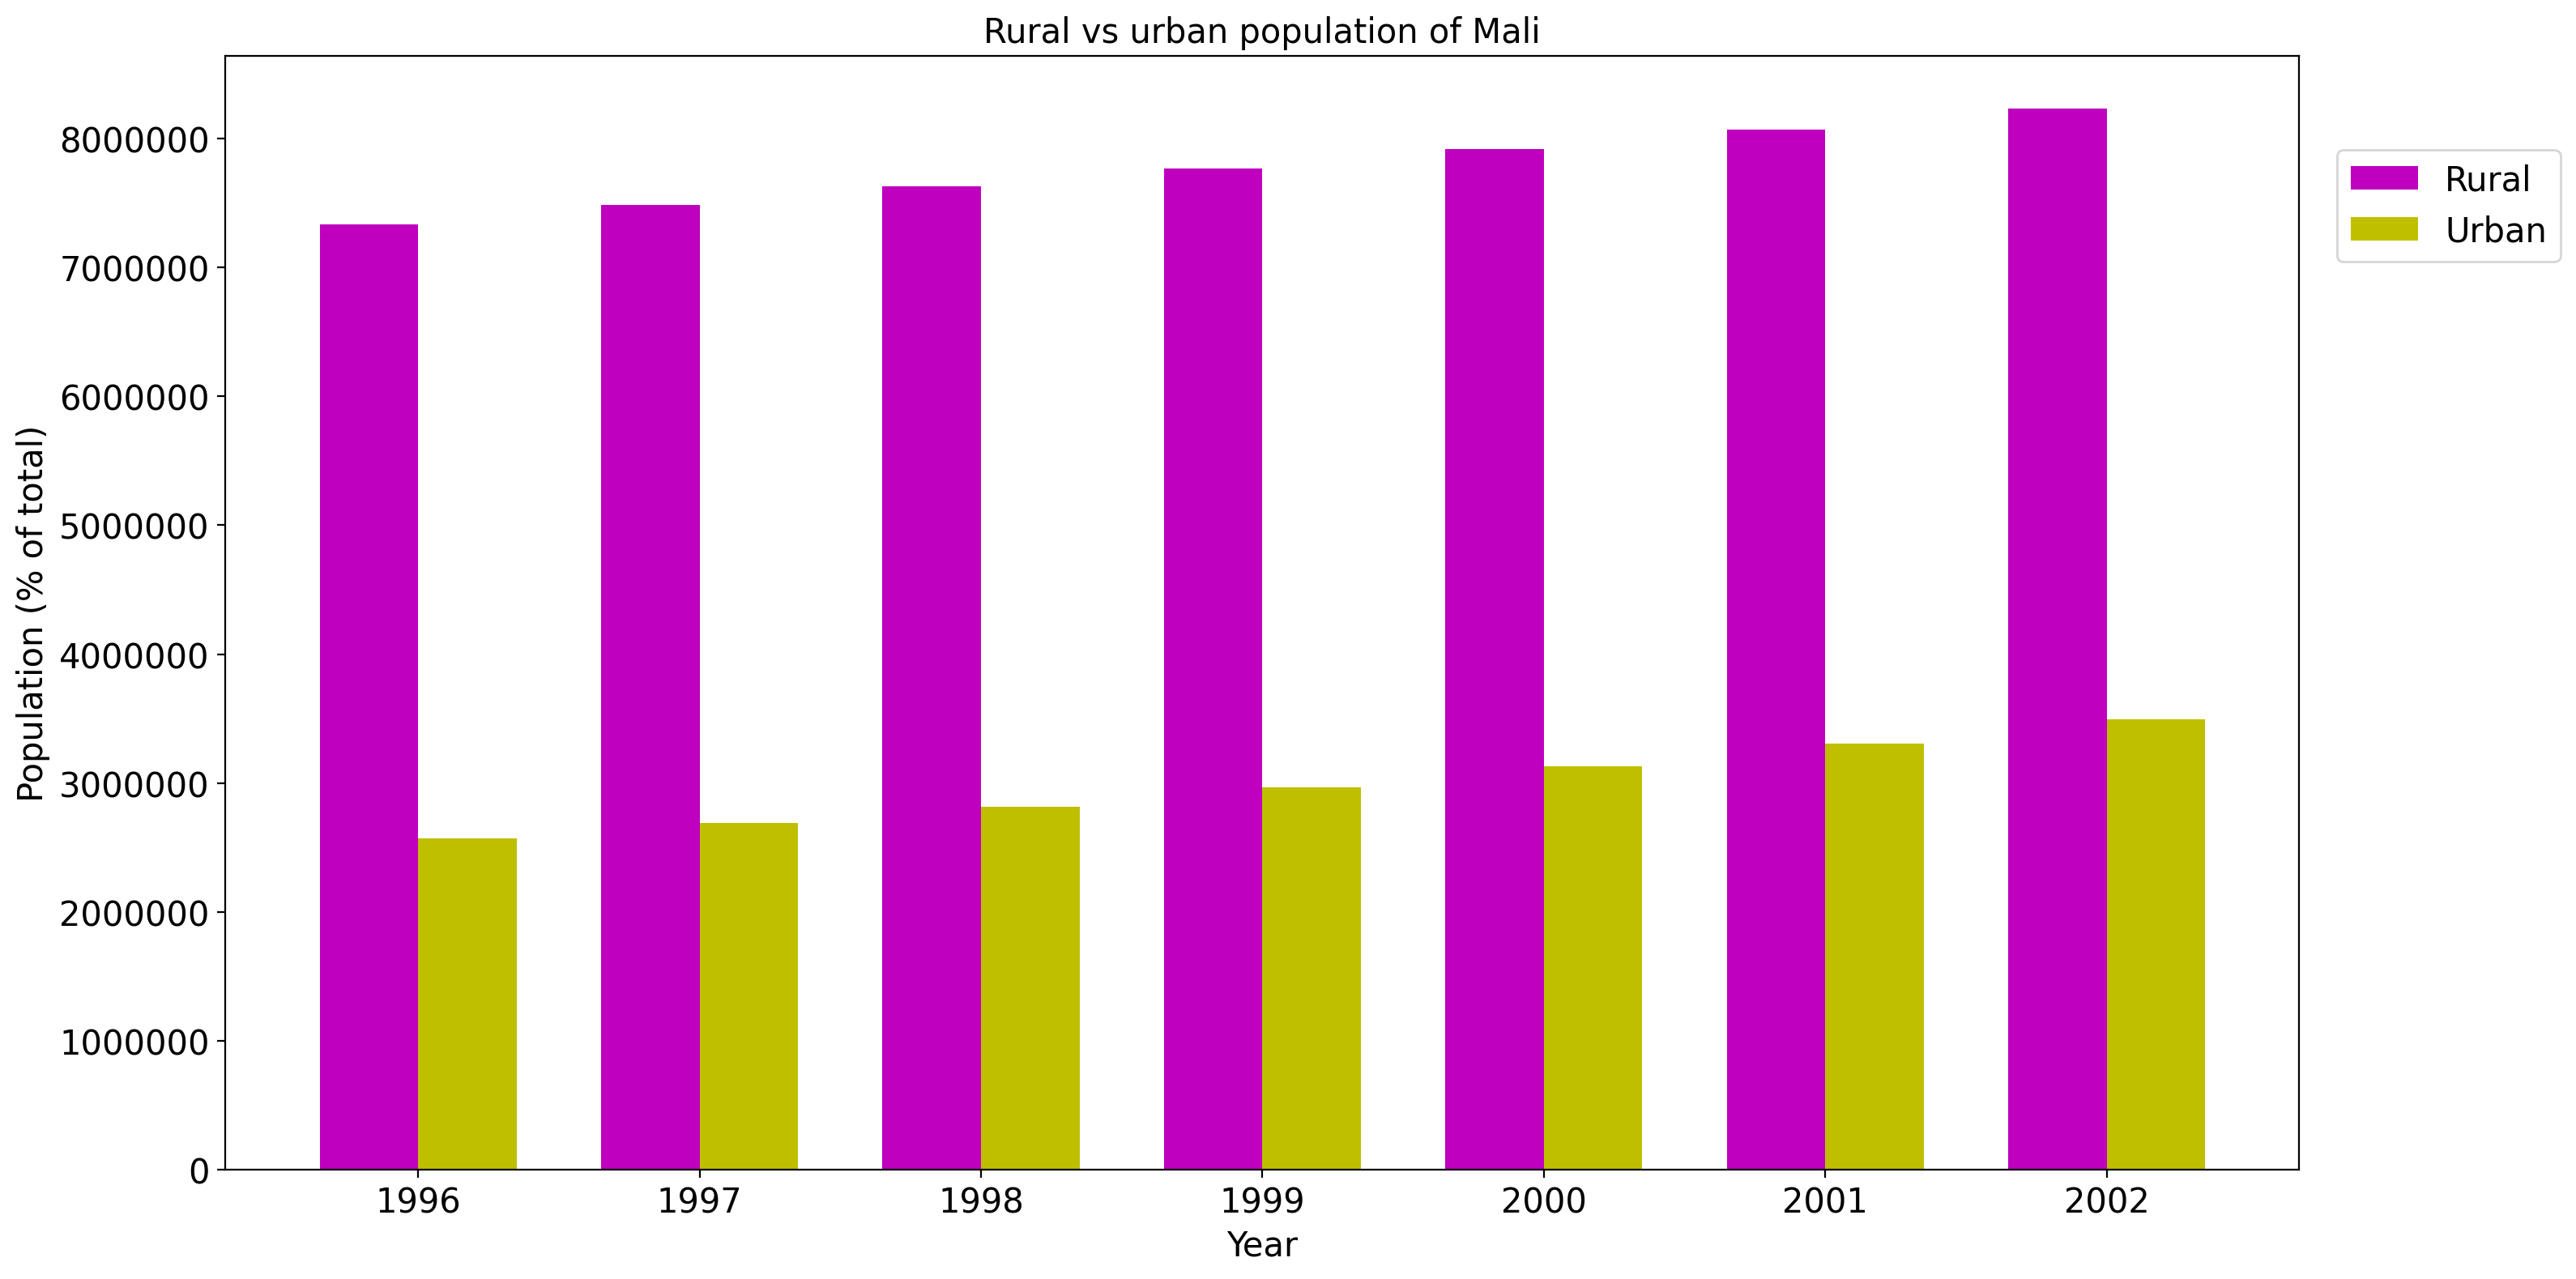 Rural vs urban population of Mali
Population (% of total)
8000000
7000000
6000000
5000000
4000000
3000000
2000000
1000000
0
1996 1997 1998 1999 2000 2001 2002
Year
Rural
Urban